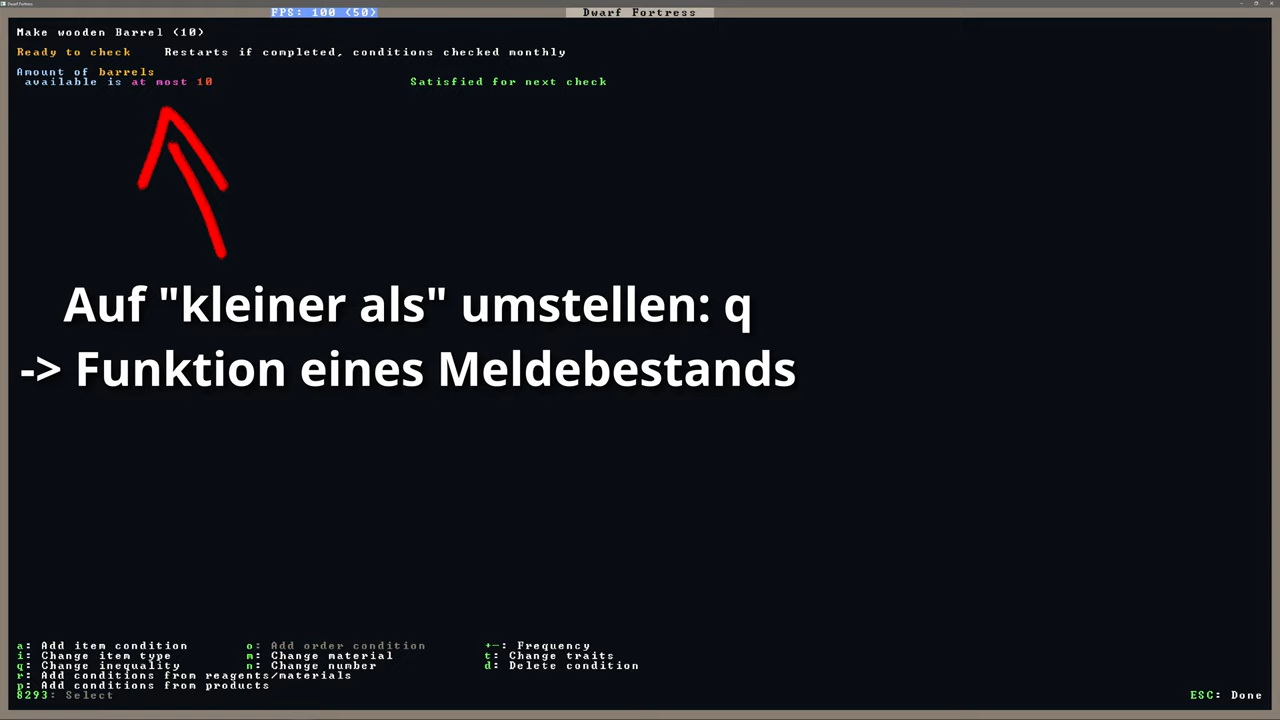 Dwarf Fortress
FPS: 100 (50)
Dwarf Fortress
Make wooden Barrel (10)
Ready to check    Restarts if completed, conditions checked monthly
Amount of barrels
available is at most 10    Satisfied for next check
Auf "kleiner als" umstellen: q
-> Funktion eines Meldebestands
a: Add item condition    o: Add order condition    +-: Frequency
i: Change item type    m: Change material    t: Change traits
q: Change inequality    n: Change number    d: Delete condition
r: Add conditions from reagents/materials
p: Add conditions from products
8293: Select    ESC: Done